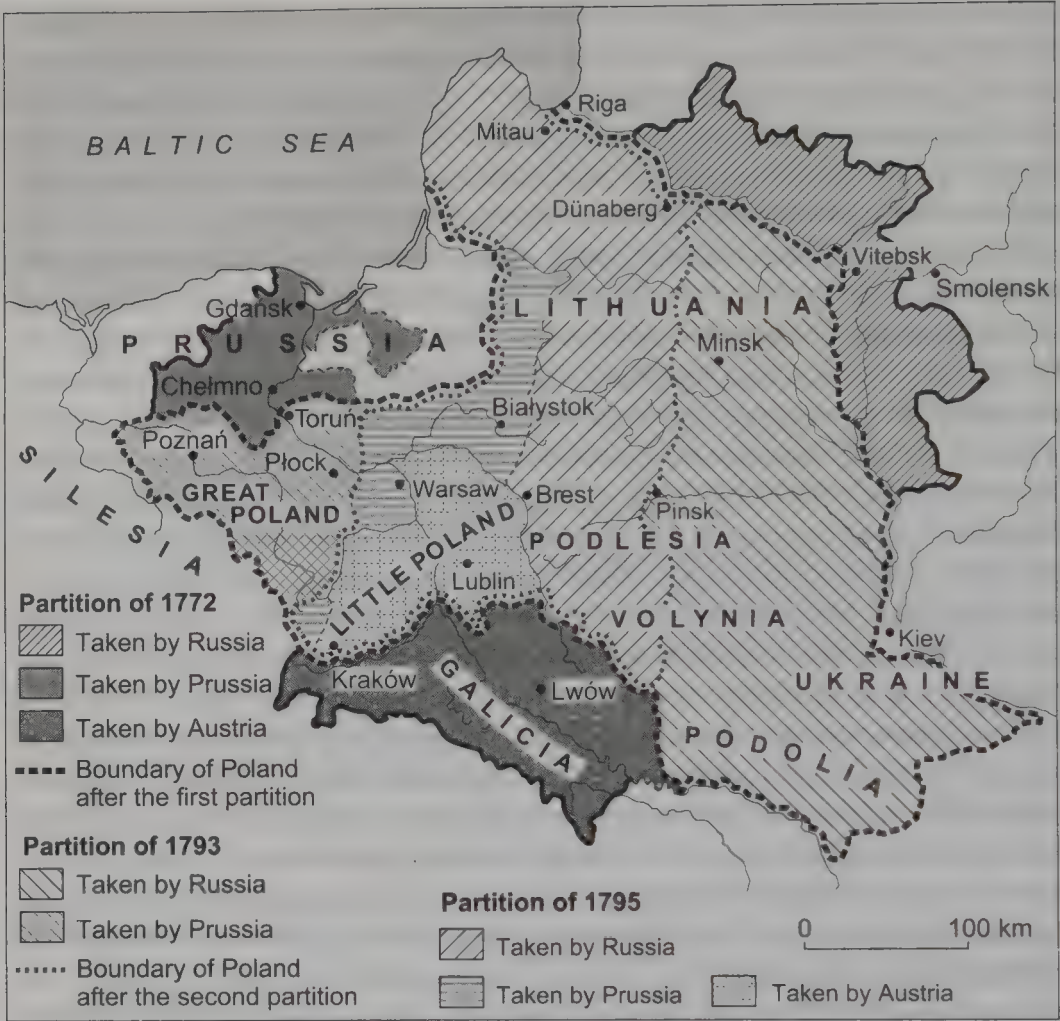 Riga
Mitau
BALTIC SEA
Dünaberg
Vitebsk
Smolensk
Gdańsk
LITHUANIA
PRUSSIA
Minsk
Chełmno
Toruń
Białystok
Poznań
Płock
SILESIA
GREAT
POLAND
Warsaw
Brest
Pinsk
LITTLE POLAND
PODLESIA
Lublin
VOLYNIA
Kiev
Kraków
GALICIA
Lwów
UKRAINE
PODOLIA
Partition of 1772
Taken by Russia
Taken by Prussia
Taken by Austria
Boundary of Poland
after the first partition
Partition of 1793
Taken by Russia
Taken by Prussia
Boundary of Poland
after the second partition
Partition of 1795
Taken by Russia
Taken by Prussia
Taken by Austria
0 100 km